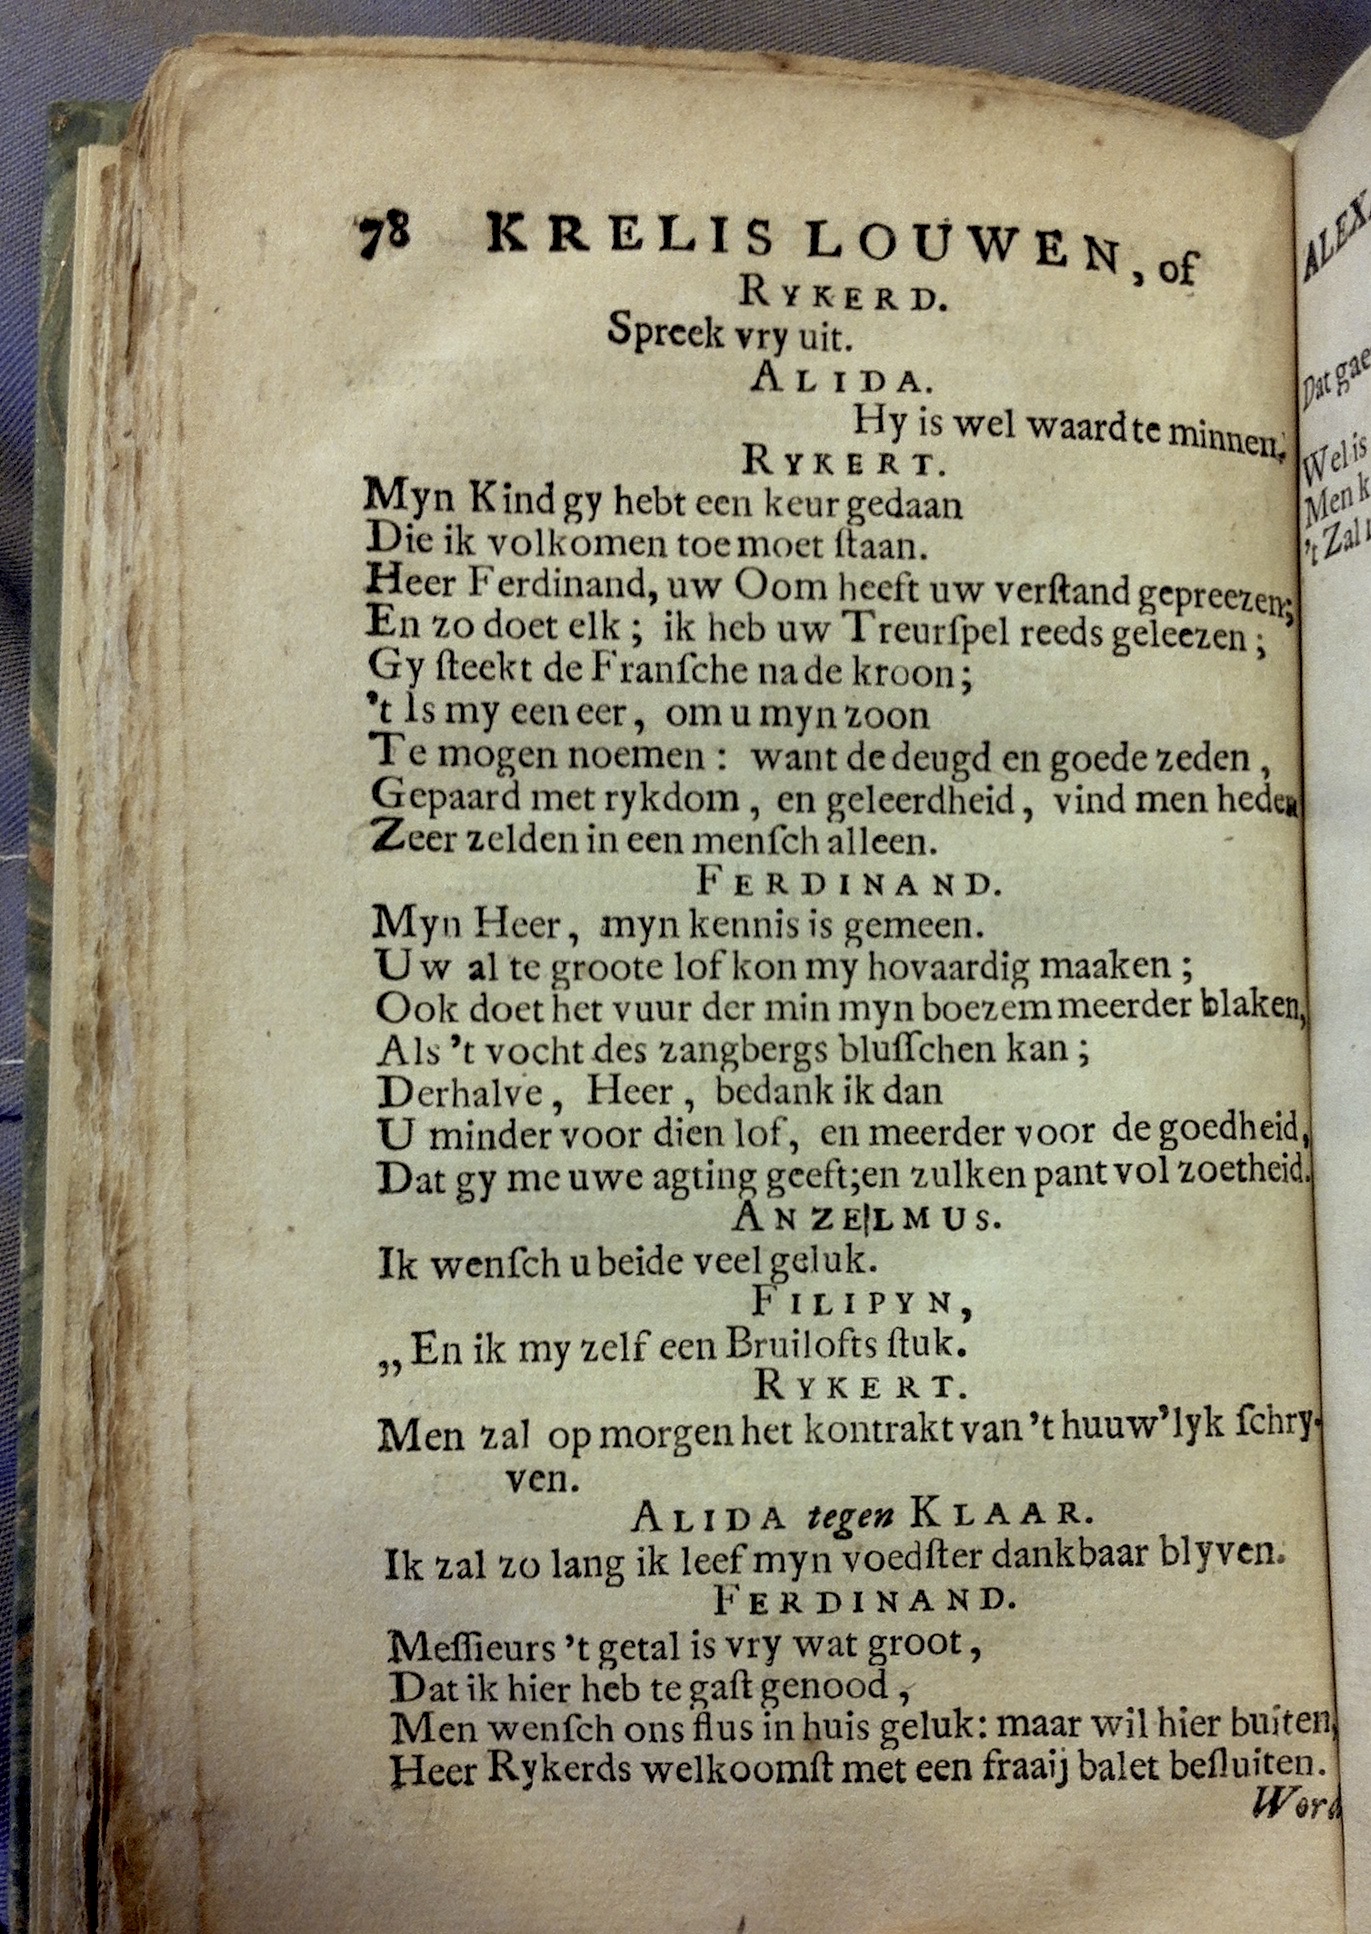 78 KRELIS LOUWEN, of
RYKERD.
Spreek vry uit.
ALIDA.
Hy is wel waard te minnen,
RYKERT.
Myn Kind gy hebt een keur gedaan
Die ik volkomen toe moet ſtaan.
Heer Ferdinand, uw Oom heeft uw verſtand gepreezen;
En zo doet elk; ik heb uw Treurſpel reeds geleezen;
Gy ſteekt de Franſche na de kroon;
't Is my een eer, om u myn zoon
Te mogen noemen: want de deugd en goede zeden,
Gepaard met rykdom, en geleerdheid, vind men heden
Zeer zelden in een menſch alleen.
FERDINAND.
Myn Heer, myn kennis is gemeen.
Uw al te groote lof kon my hovaardig maaken;
Ook doet het vuur der min myn boezem meerder blaken,
Als 't vocht des zangbergs bluſſchen kan;
Derhalve, Heer, bedank ik dan
U minder voor dien lof, en meerder voor de goedheid,
Dat gy me uwe agting geeft;en zulken pant vol zoetheid.
ANZELMUS.
Ik wenſch u beide veel geluk.
FILIPYN,
„En ik my zelf een Bruilofts ſtuk.
RYKERT.
Men zal op morgen het kontrakt van 't huuw'lyk ſchry-
ven.
ALIDA tegen KLAAR.
Ik zal zo lang ik leef myn voedſter dankbaar blyven.
FERDINAND.
Meſſieurs 't getal is vry wat groot,
Dat ik hier heb te gaſt genood,
Men wenſch ons flus in huis geluk: maar wil hier buiten,
Heer Rykerds welkoomſt met een fraaij balet beſluiten.
Word
ALEX
Dat gae
Wel is
Men k
't Zal